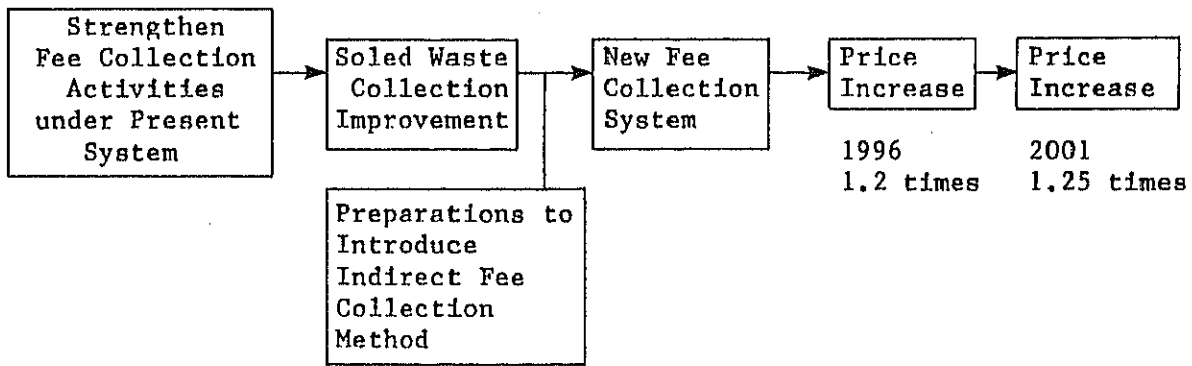 Strengthen
Fee Collection
Activities
under Present
System
Soled Waste
Collection
Improvement
New Fee
Collection
System
Price
Increase
Price
Increase
1996
1.2 times
2001
1.25 times
Preparations to
Introduce
Indirect Fee
Collection
Method